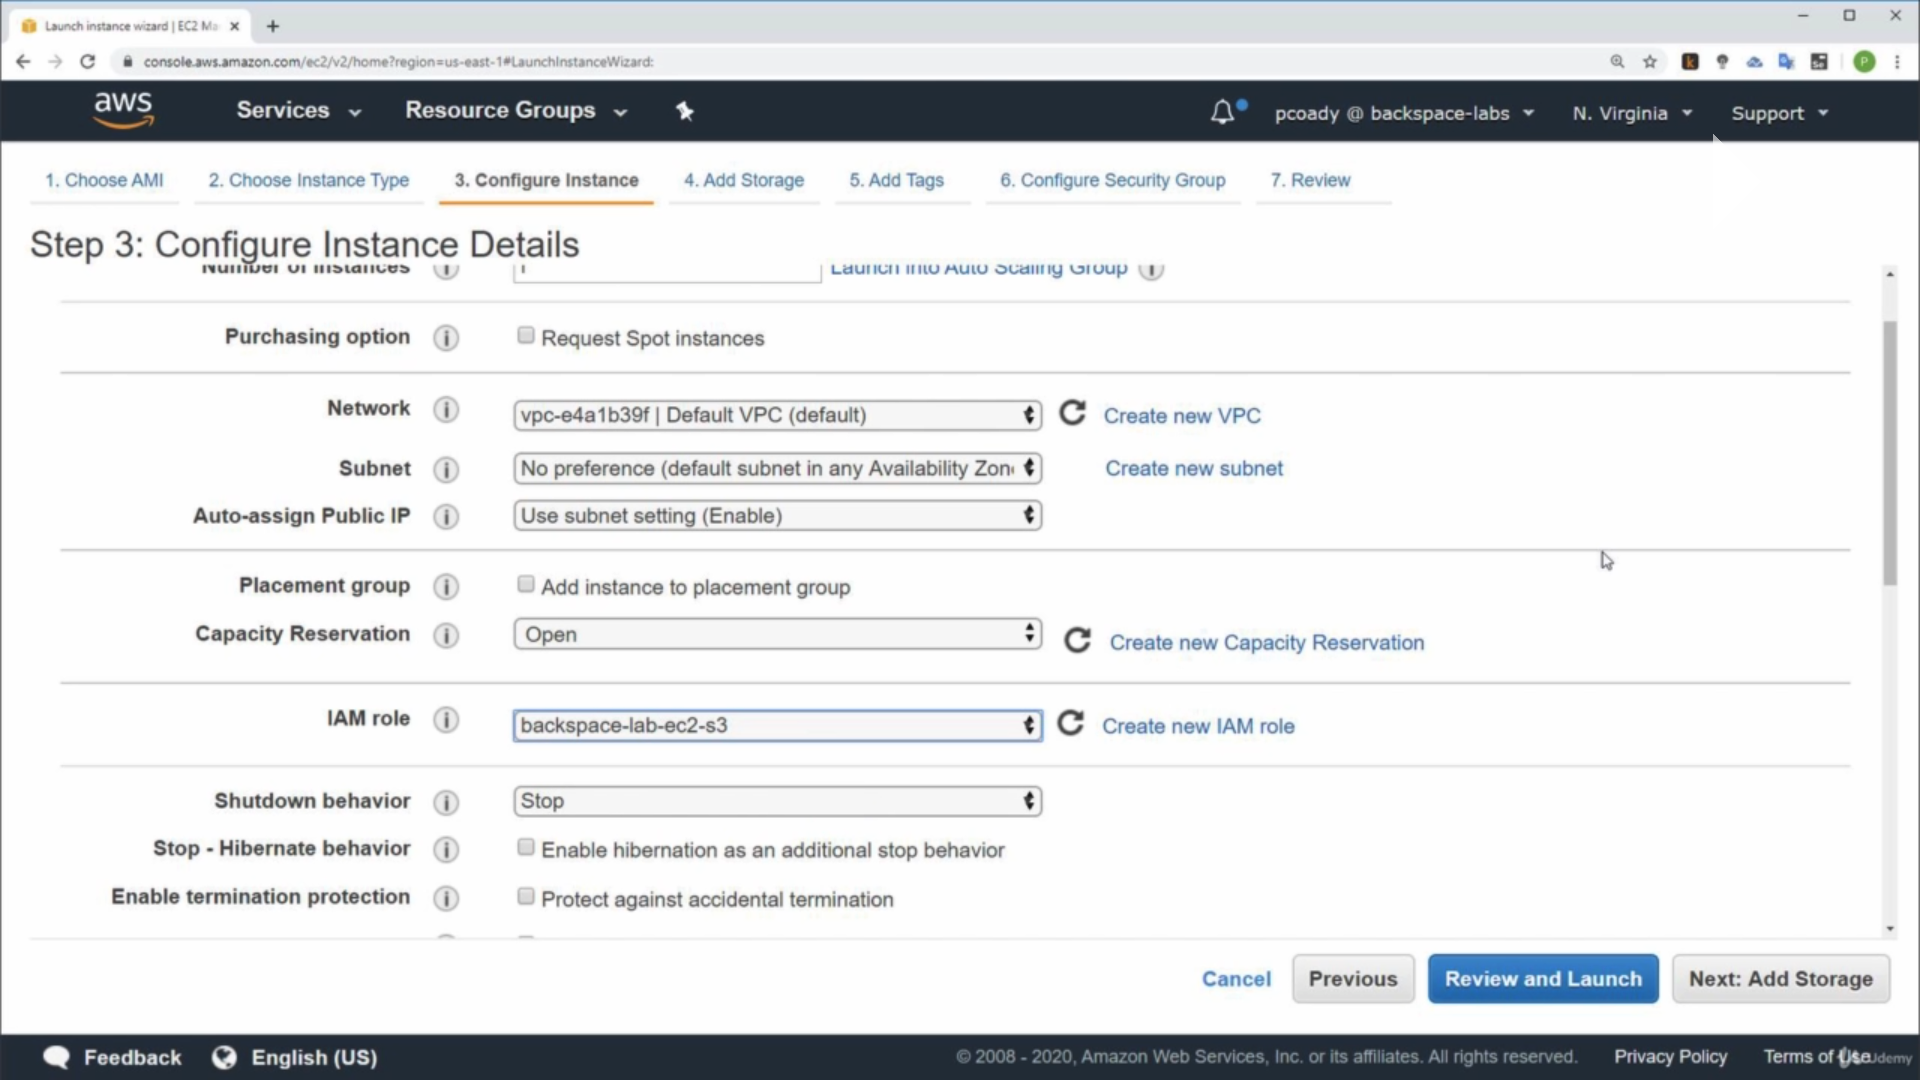 Launch instance wizard | EC2 Ma
console.aws.amazon.com/ec2/v2/home?region=us-east-1#LaunchInstanceWizard:
aws Services Resource Groups pcoady @ backspace-labs N. Virginia Support
1. Choose AMI 2. Choose Instance Type 3. Configure Instance 4. Add Storage 5. Add Tags 6. Configure Security Group 7. Review
Step 3: Configure Instance Details
Number of instances 1 Launch into Auto Scaling Group
Purchasing option Request Spot instances
Network vpc-e4a1b39f | Default VPC (default) Create new VPC
Subnet No preference (default subnet in any Availability Zon Create new subnet
Auto-assign Public IP Use subnet setting (Enable)
Placement group Add instance to placement group
Capacity Reservation Open Create new Capacity Reservation
IAM role backspace-lab-ec2-s3 Create new IAM role
Shutdown behavior Stop
Stop - Hibernate behavior Enable hibernation as an additional stop behavior
Enable termination protection Protect against accidental termination
Cancel Previous Review and Launch Next: Add Storage
Feedback English (US) © 2008 - 2020, Amazon Web Services, Inc. or its affiliates. All rights reserved. Privacy Policy Terms of Use Udemy